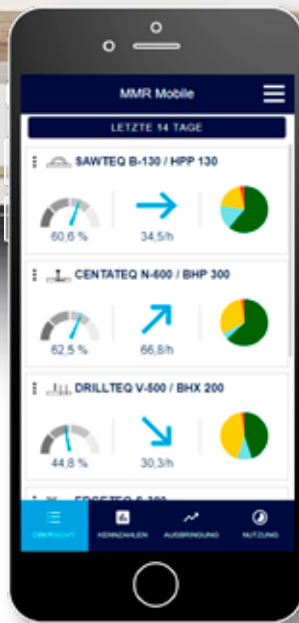 MMR Mobile
LETZTE 14 TAGE
SAWTEQ B-130 / HPP 130
60,6 % 34,5/h
CENTATEQ N-600 / BHP 300
62,5 % 66,8/h
DRILLTEQ V-500 / BHX 200
44,8 % 30,3/h
ÜBERSICHT KENNZAHLEN AUSBRINGUNG NUTZUNG